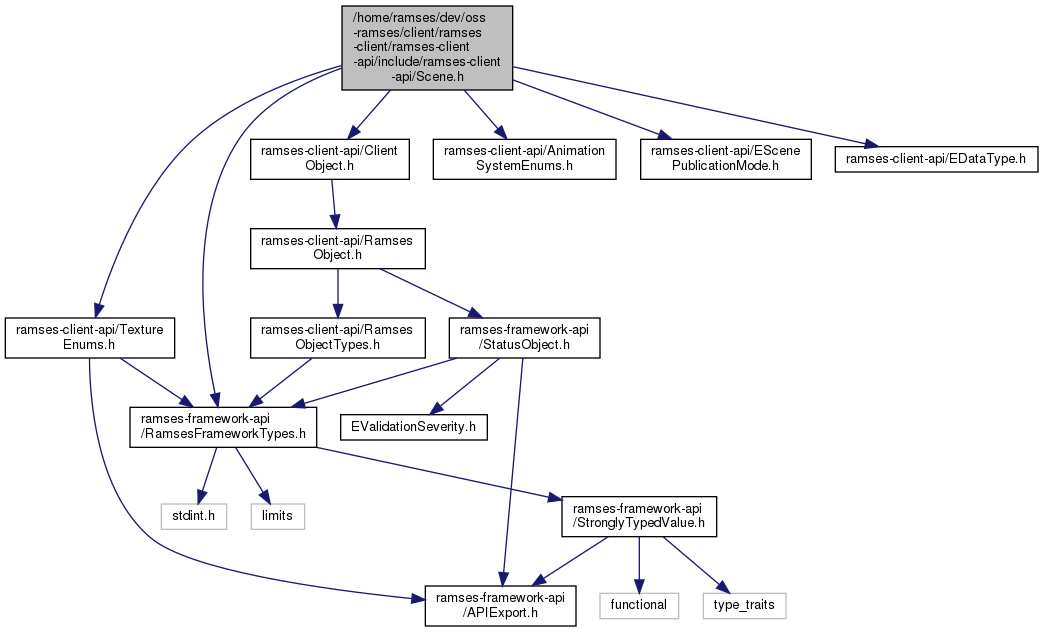 /home/ramses/dev/oss
-ramses/client/ramses
-client/ramses-client
-api/include/ramses-client
-api/Scene.h
ramses-client-api/Client
Object.h
ramses-client-api/Animation
SystemEnums.h
ramses-client-api/EScene
PublicationMode.h
ramses-client-api/EDataType.h
ramses-client-api/Ramses
Object.h
ramses-client-api/Texture
Enums.h
ramses-client-api/Ramses
ObjectTypes.h
ramses-framework-api
/StatusObject.h
ramses-framework-api
/RamsesFrameworkTypes.h
EValidationSeverity.h
stdint.h
limits
ramses-framework-api
/StronglyTypedValue.h
ramses-framework-api
/APIExport.h
functional
type_traits